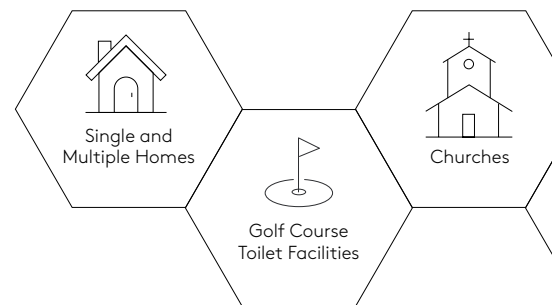 Single and
Multiple Homes
Churches
Golf Course
Toilet Facilities